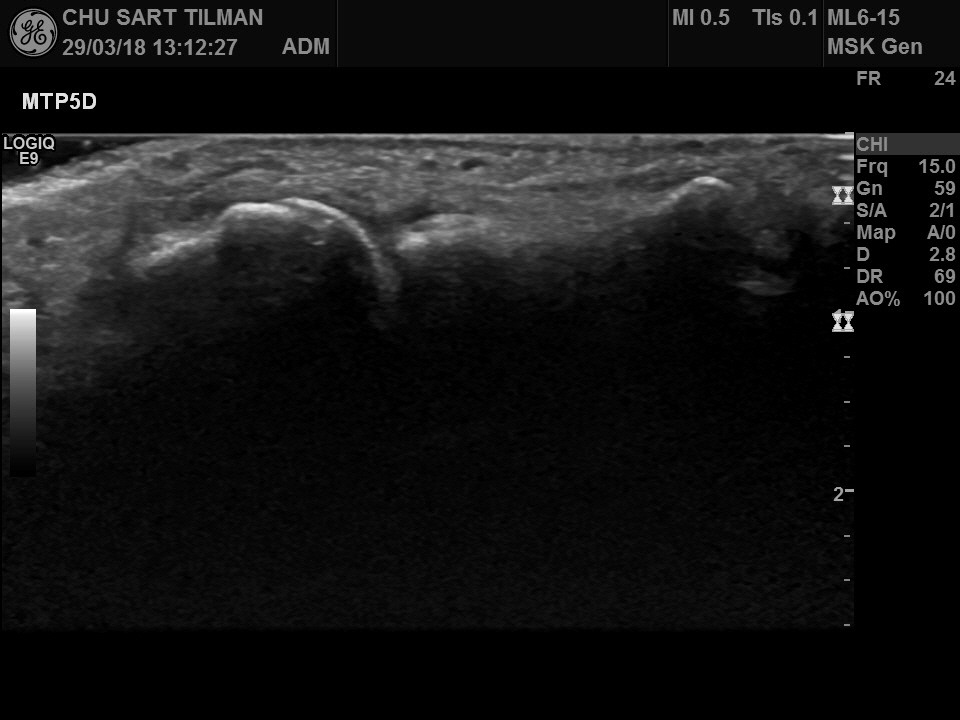 CHU SART TILMAN
29/03/18 13:12:27 ADM
MI 0.5 TIs 0.1
ML6-15
MSK Gen
FR 24
MTP5D
LOGIQ
E9
CHI
Frq 15.0
Gn 59
S/A 2/1
Map A/0
D 2.8
DR 69
AO% 100
2